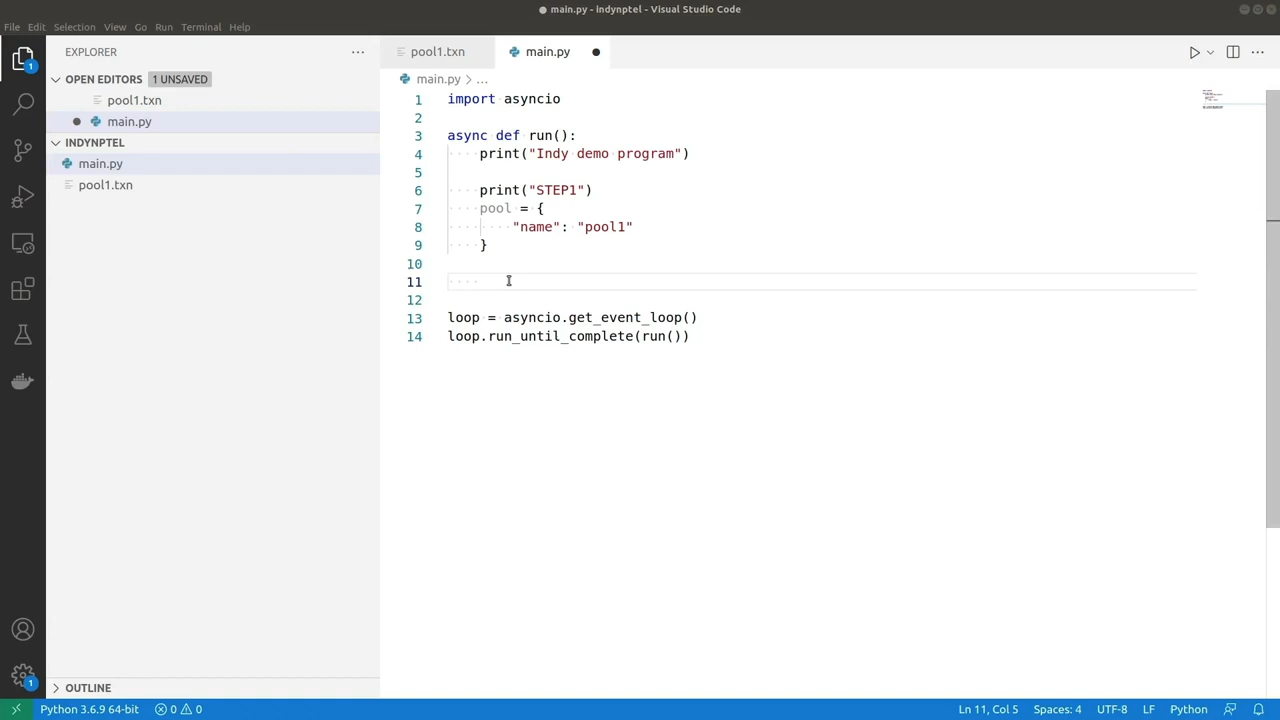 main.py - indynptel - Visual Studio Code
File Edit Selection View Go Run Terminal Help
EXPLORER
OPEN EDITORS 1 UNSAVED
pool1.txn
main.py
INDYNPTEL
main.py
pool1.txn
OUTLINE
1
1
pool1.txn main.py
main.py > ...
1 import asyncio
2
3 async def run():
4 print("Indy demo program")
5
6 print("STEP1")
7 pool = {
8 "name": "pool1"
9 }
10
11
12
13 loop = asyncio.get_event_loop()
14 loop.run_until_complete(run())
Python 3.6.9 64-bit 0 0 Ln 11, Col 5 Spaces: 4 UTF-8 LF Python